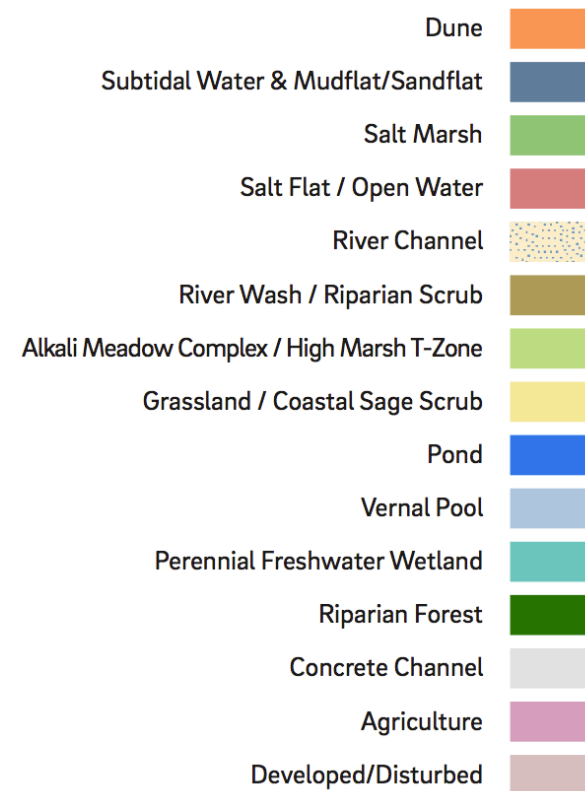 Dune
Subtidal Water & Mudflat/Sandflat
Salt Marsh
Salt Flat / Open Water
River Channel
River Wash / Riparian Scrub
Alkali Meadow Complex / High Marsh T-Zone
Grassland / Coastal Sage Scrub
Pond
Vernal Pool
Perennial Freshwater Wetland
Riparian Forest
Concrete Channel
Agriculture
Developed/Disturbed